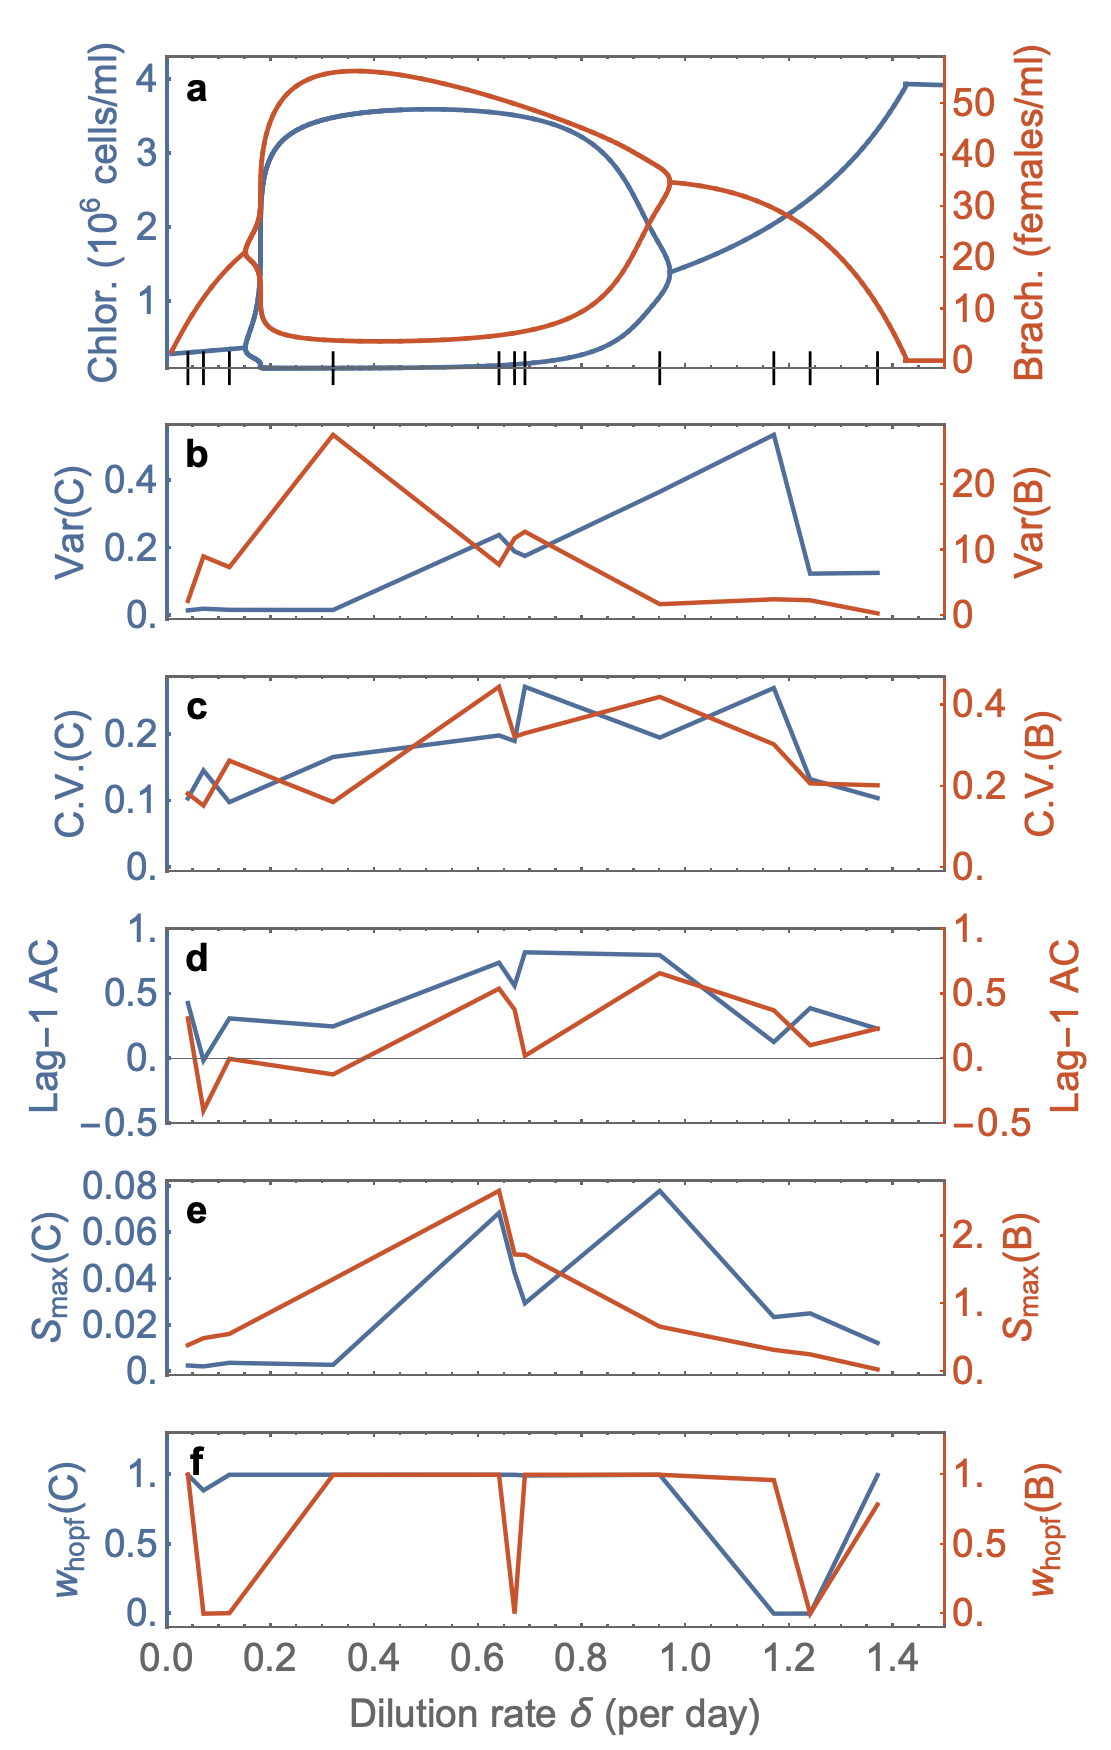 a
Chlor. (10⁶ cells/ml)
4
3
2
1
Brach. (females/ml)
50
40
30
20
10
0
b
Var(C)
0.4
0.2
0.
Var(B)
20
10
0
c
C.V.(C)
0.2
0.1
0.
C.V.(B)
0.4
0.2
0.
d
Lag−1 AC
1.
0.5
0.
−0.5
Lag−1 AC
1.
0.5
0.
−0.5
e
Smax(C)
0.08
0.06
0.04
0.02
0.
Smax(B)
2.
1.
0.
f
whopf(C)
1.
0.5
0.
whopf(B)
1.
0.5
0.
0.0 0.2 0.4 0.6 0.8 1.0 1.2 1.4
Dilution rate δ (per day)